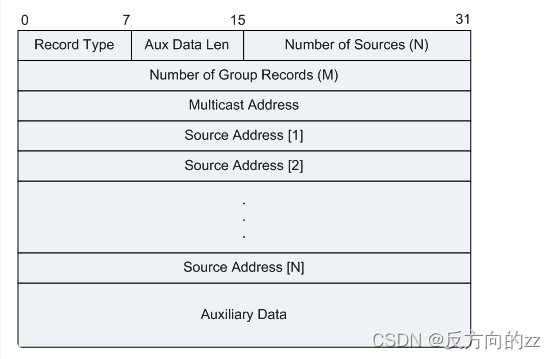 0 7 15 31
Record Type Aux Data Len Number of Sources (N)
Number of Group Records (M)
Multicast Address
Source Address [1]
Source Address [2]
.
.
.
Source Address [N]
Auxiliary Data
CSDN @反方向的zz